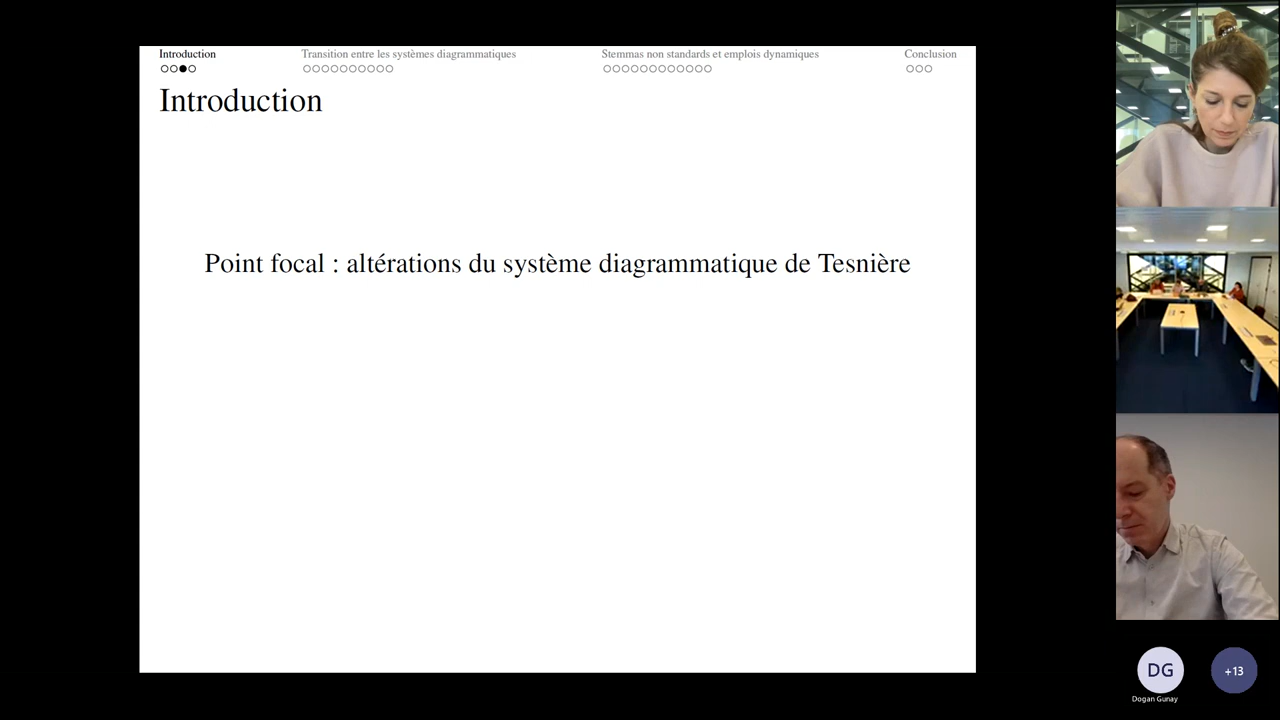 Introduction
Transition entre les systèmes diagrammatiques
Stemmas non standards et emplois dynamiques
Conclusion
Introduction
Point focal : altérations du système diagrammatique de Tesnière
DG
+13
Dogan Gunay